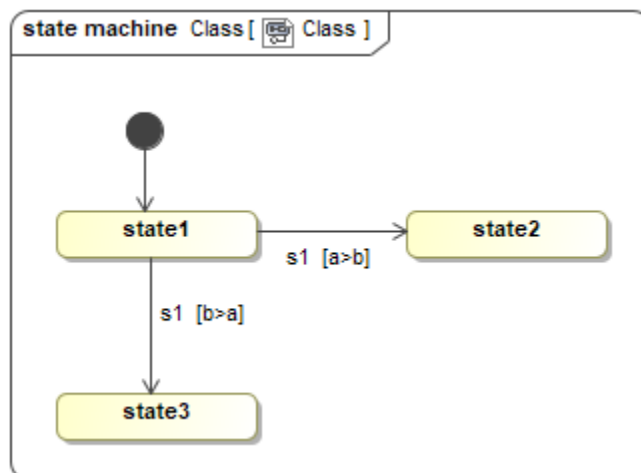 state machine Class [ Class ]
state1
state2
s1 [a>b]
s1 [b>a]
state3